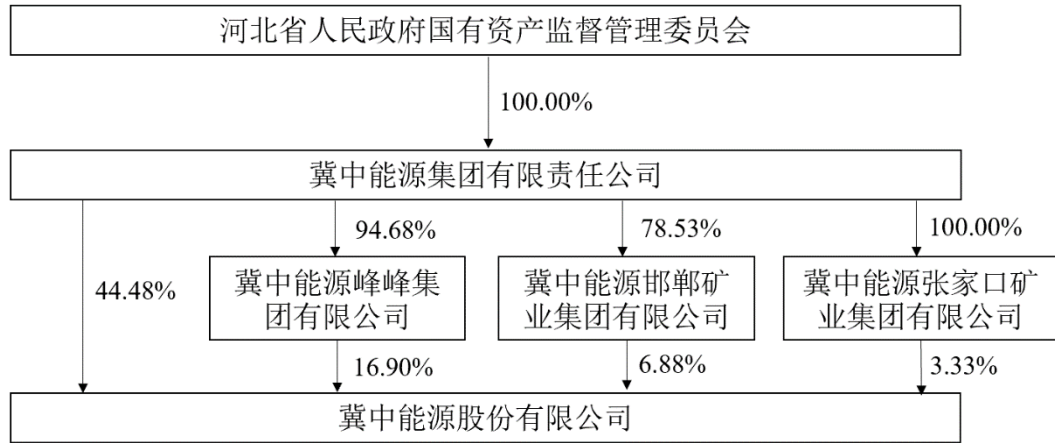 河北省人民政府国有资产监督管理委员会
100.00%
冀中能源集团有限责任公司
94.68%
78.53%
100.00%
44.48%
冀中能源峰峰集
团有限公司
冀中能源邯郸矿
业集团有限公司
冀中能源张家口矿
业集团有限公司
16.90%
6.88%
3.33%
冀中能源股份有限公司